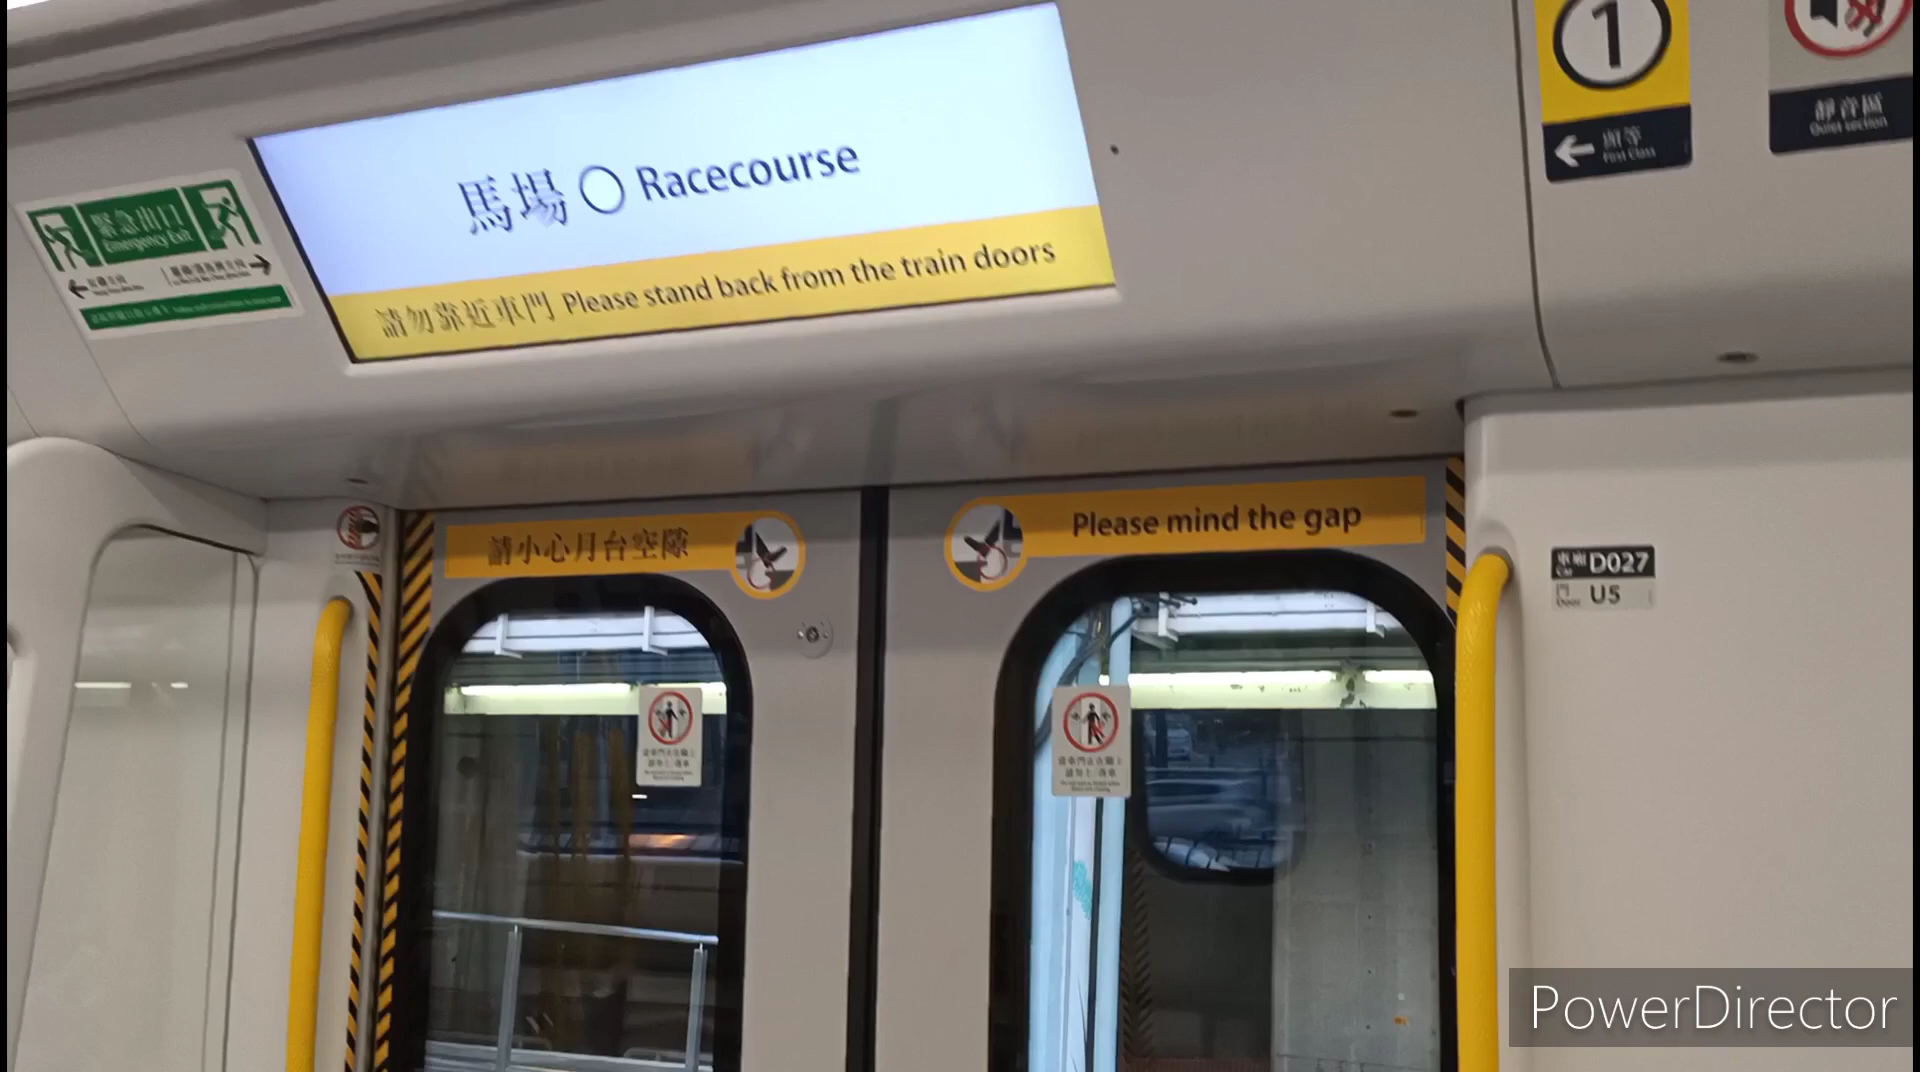 1
頭等
First Class
靜音區
Quiet section
馬場 Racecourse
請勿靠近車門 Please stand back from the train doors
緊急出口
Emergency Exit
請小心月台空隙
Please mind the gap
車廂 Car D027
門 Door U5
PowerDirector